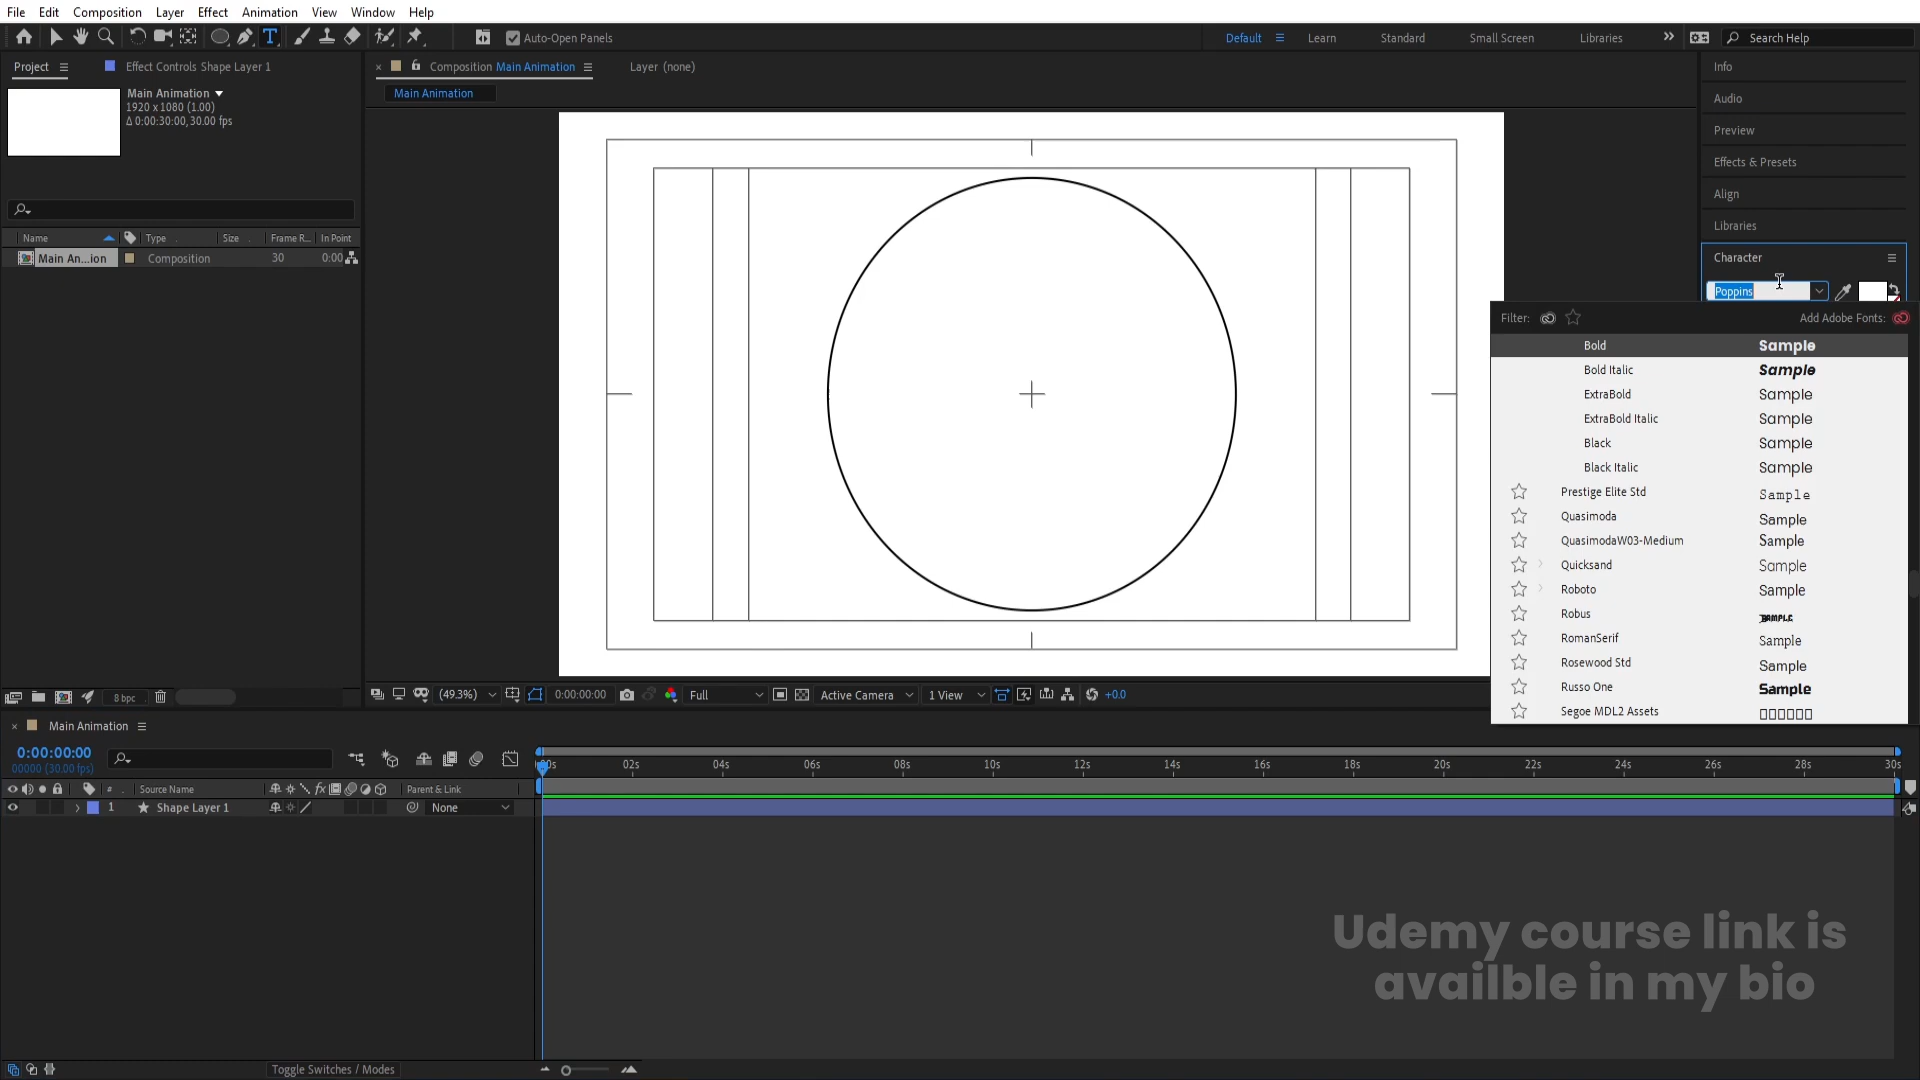 File Edit Composition Layer Effect Animation View Window Help
Auto-Open Panels
Default Learn Standard Small Screen Libraries Search Help
Project Effect Controls Shape Layer 1
Main Animation
1920 x 1080 (1.00)
Δ 0:00:30:00, 30.00 fps
Composition Main Animation Layer (none)
Main Animation
Name Type Size Frame R... In Point
Main An...ion Composition 30 0:00
Info
Audio
Preview
Effects & Presets
Align
Libraries
Character
Poppins
Filter: Add Adobe Fonts:
Bold Sample
Bold Italic Sample
ExtraBold Sample
ExtraBold Italic Sample
Black Sample
Black Italic Sample
Prestige Elite Std Sample
Quasimoda Sample
QuasimodaW03-Medium Sample
Quicksand Sample
Roboto Sample
Robus SAMPLE
RomanSerif Sample
Rosewood Std Sample
Russo One Sample
Segoe MDL2 Assets
8 bpc
(49.3%) 0:00:00:00 Full Active Camera 1 View +0.0
Main Animation
0:00:00:00
00000 (30.00 fps)
00s 02s 04s 06s 08s 10s 12s 14s 16s 18s 20s 22s 24s 26s 28s 30s
# Source Name fx Parent & Link
1 Shape Layer 1 None
Udemy course link is
availble in my bio
Toggle Switches / Modes